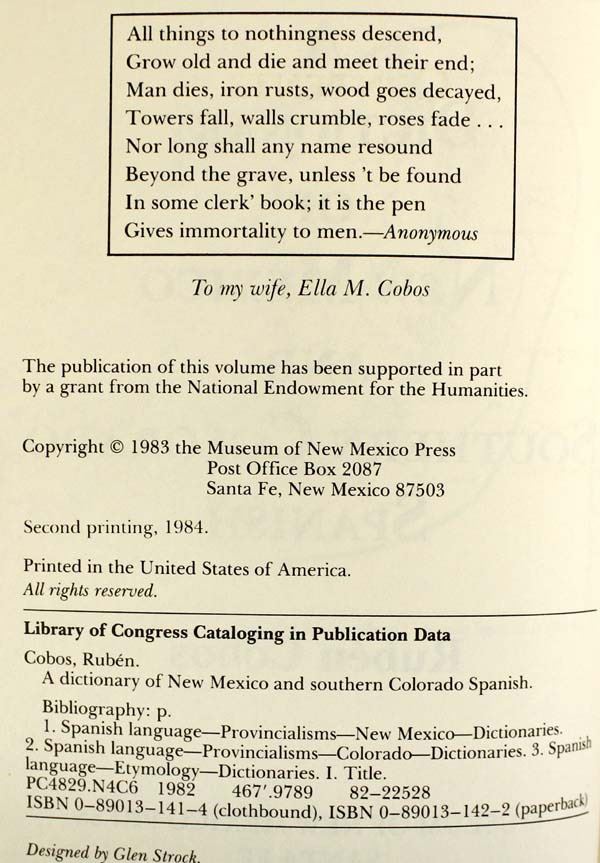 All things to nothingness descend,
Grow old and die and meet their end;
Man dies, iron rusts, wood goes decayed,
Towers fall, walls crumble, roses fade . . .
Nor long shall any name resound
Beyond the grave, unless 't be found
In some clerk' book; it is the pen
Gives immortality to men.—Anonymous
To my wife, Ella M. Cobos
The publication of this volume has been supported in part
by a grant from the National Endowment for the Humanities.
Copyright © 1983 the Museum of New Mexico Press
Post Office Box 2087
Santa Fe, New Mexico 87503
Second printing, 1984.
Printed in the United States of America.
All rights reserved.
Library of Congress Cataloging in Publication Data
Cobos, Rubén.
A dictionary of New Mexico and southern Colorado Spanish.
Bibliography: p.
1. Spanish language—Provincialisms—New Mexico—Dictionaries.
2. Spanish language—Provincialisms—Colorado—Dictionaries. 3. Spanish
language—Etymology—Dictionaries. I. Title.
PC4829.N4C6 1982 467'.9789 82-22528
ISBN 0-89013-141-4 (clothbound), ISBN 0-89013-142-2 (paperback)
Designed by Glen Strock.